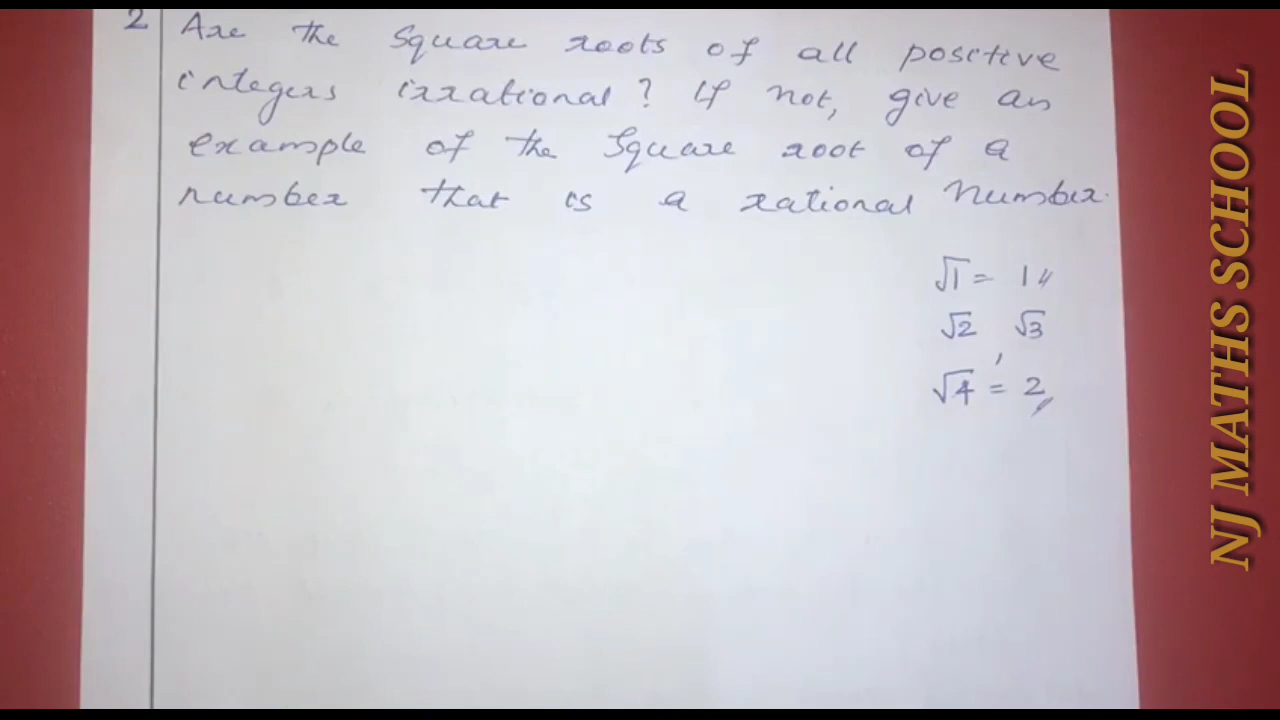 2 Are the Square roots of all positive
integers irrational? If not, give an
example of the Square root of a
number that is a rational Number.
√1 = 1
√2, √3
√4 = 2
NJ MATHS SCHOOL